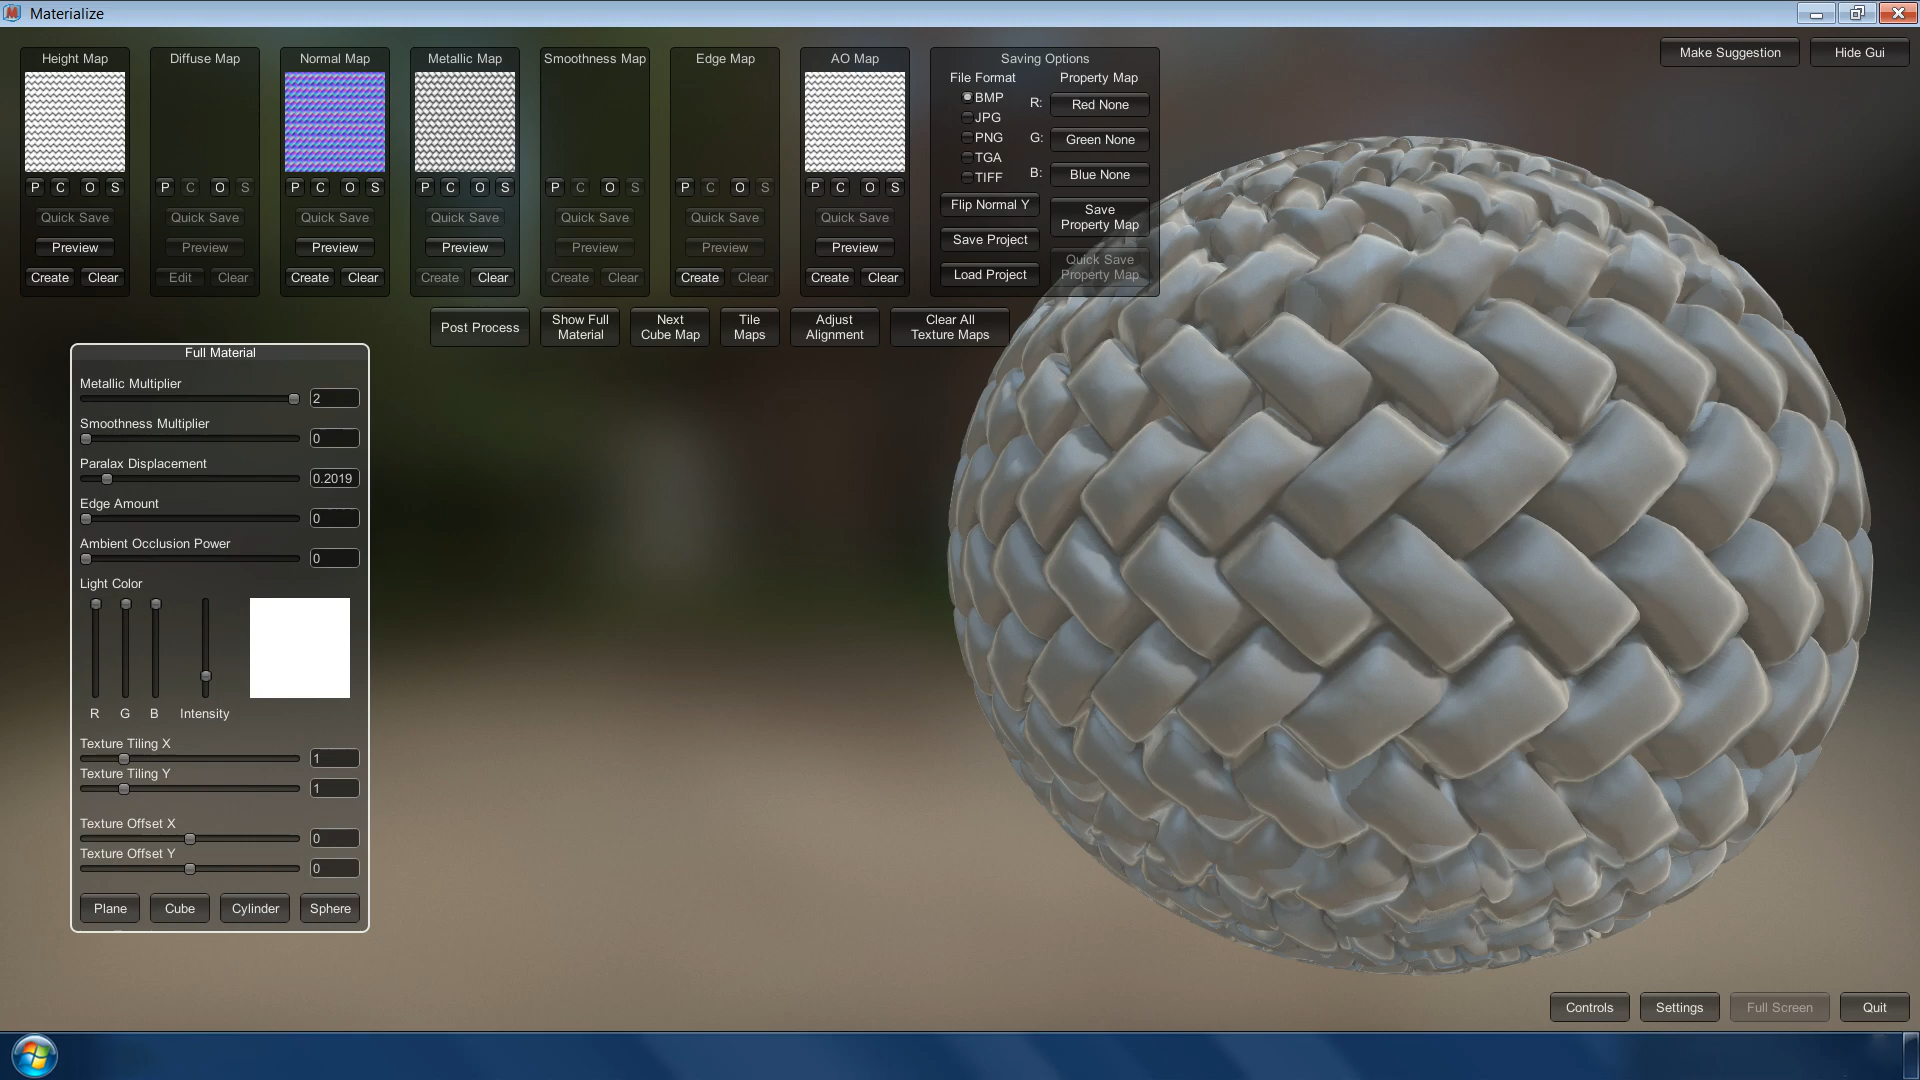 Materialize
Make Suggestion
Hide Gui
Height Map
Diffuse Map
Normal Map
Metallic Map
Smoothness Map
Edge Map
AO Map
P C O S
P C O S
P C O S
P C O S
P C O S
P C O S
P C O S
Quick Save
Quick Save
Quick Save
Quick Save
Quick Save
Quick Save
Quick Save
Preview
Preview
Preview
Preview
Preview
Preview
Preview
Create Clear
Edit Clear
Create Clear
Create Clear
Create Clear
Create Clear
Create Clear
Saving Options
File Format
Property Map
BMP
JPG
PNG
TGA
TIFF
R: Red None
G: Green None
B: Blue None
Flip Normal Y
Save Project
Load Project
Save
Property Map
Quick Save
Property Map
Post Process
Show Full
Material
Next
Cube Map
Tile
Maps
Adjust
Alignment
Clear All
Texture Maps
Full Material
Metallic Multiplier
2
Smoothness Multiplier
0
Paralax Displacement
0.2019
Edge Amount
0
Ambient Occlusion Power
0
Light Color
R G B Intensity
Texture Tiling X
1
Texture Tiling Y
1
Texture Offset X
0
Texture Offset Y
0
Plane
Cube
Cylinder
Sphere
Controls
Settings
Full Screen
Quit